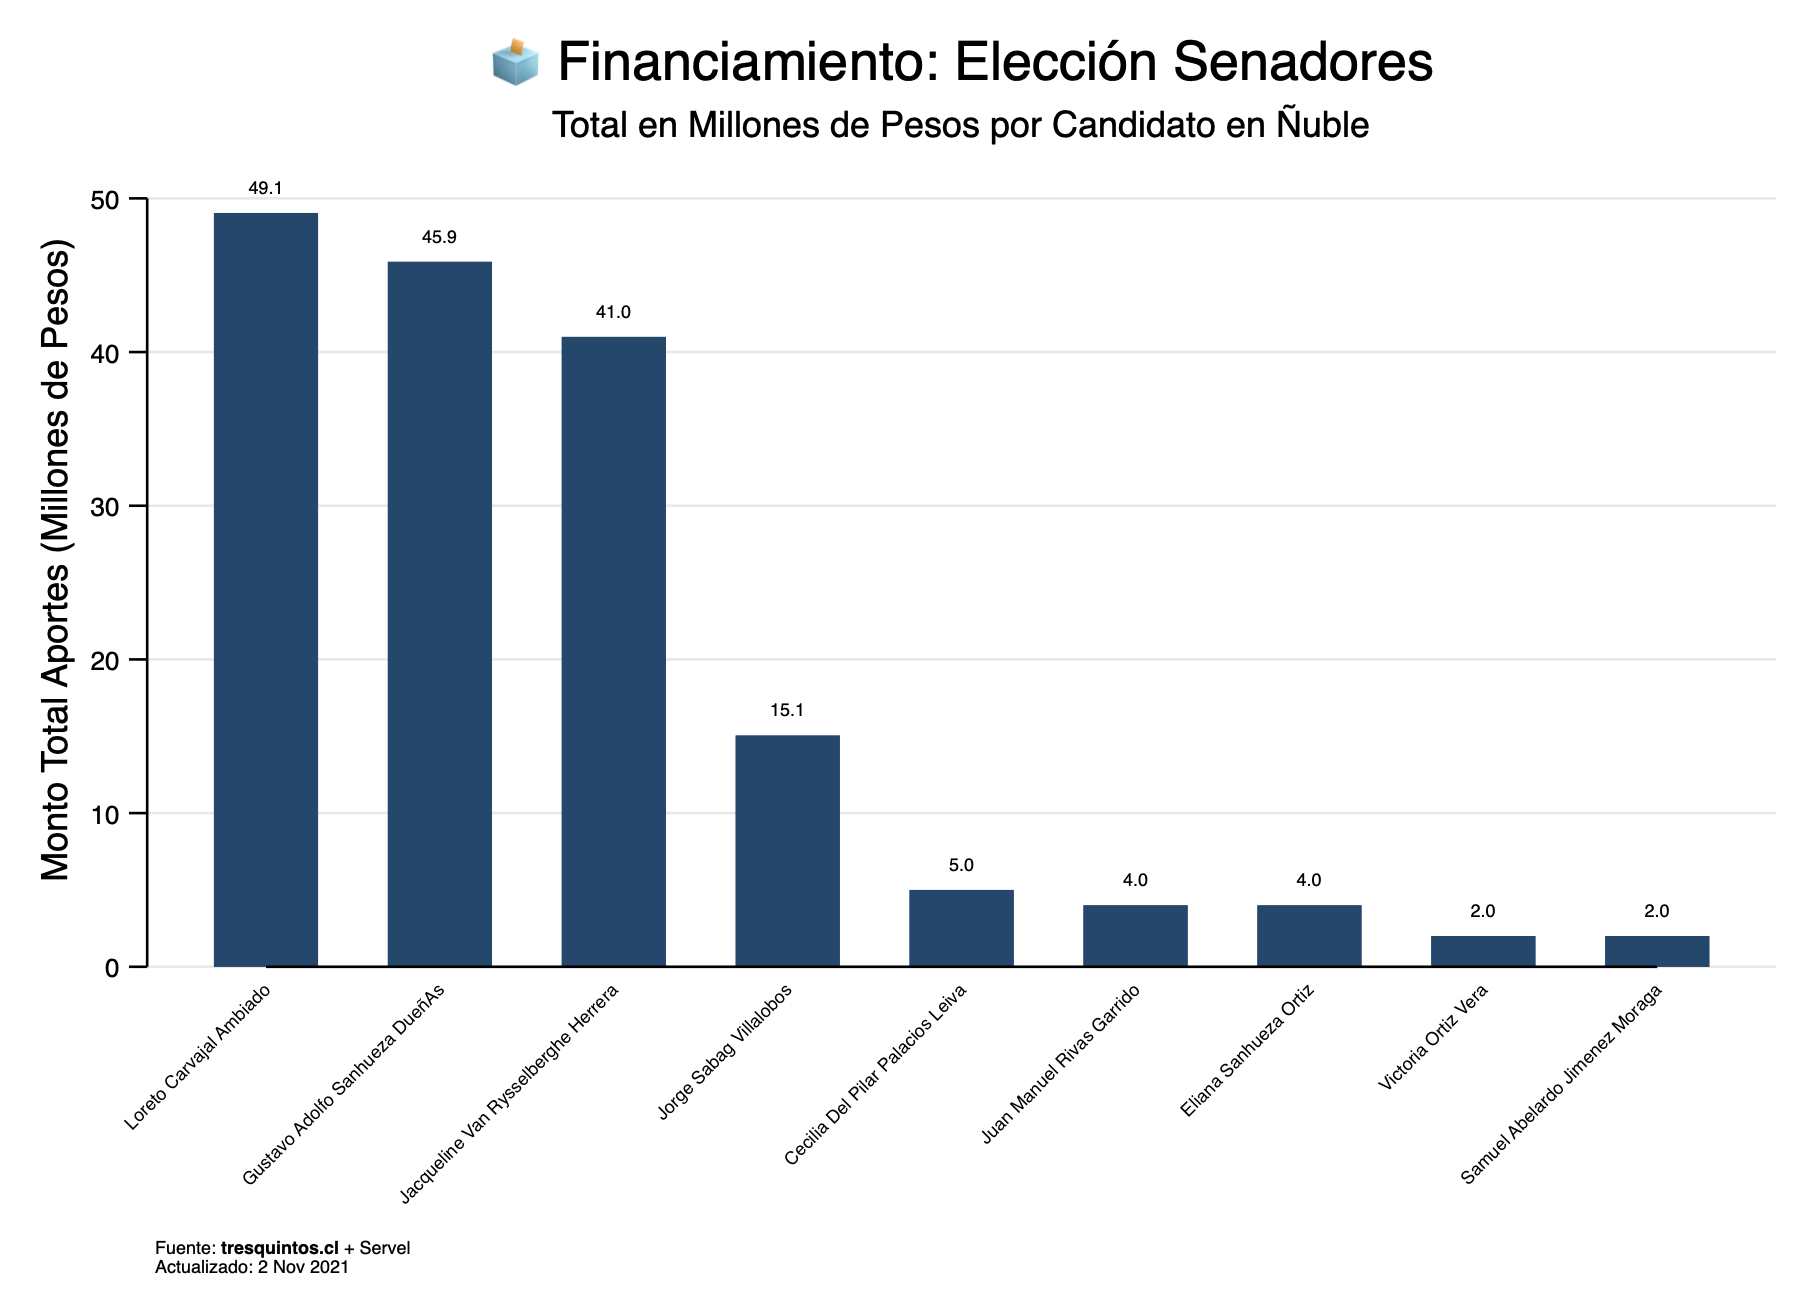 Financiamiento: Elección Senadores
Total en Millones de Pesos por Candidato en Ñuble
Monto Total Aportes (Millones de Pesos)
50
40
30
20
10
0
49.1
45.9
41.0
15.1
5.0
4.0
4.0
2.0
2.0
Loreto Carvajal Ambiado
Gustavo Adolfo Sanhueza DueñAs
Jacqueline Van Rysselberghe Herrera
Jorge Sabag Villalobos
Cecilia Del Pilar Palacios Leiva
Juan Manuel Rivas Garrido
Eliana Sanhueza Ortiz
Victoria Ortiz Vera
Samuel Abelardo Jimenez Moraga
Fuente: tresquintos.cl + Servel
Actualizado: 2 Nov 2021